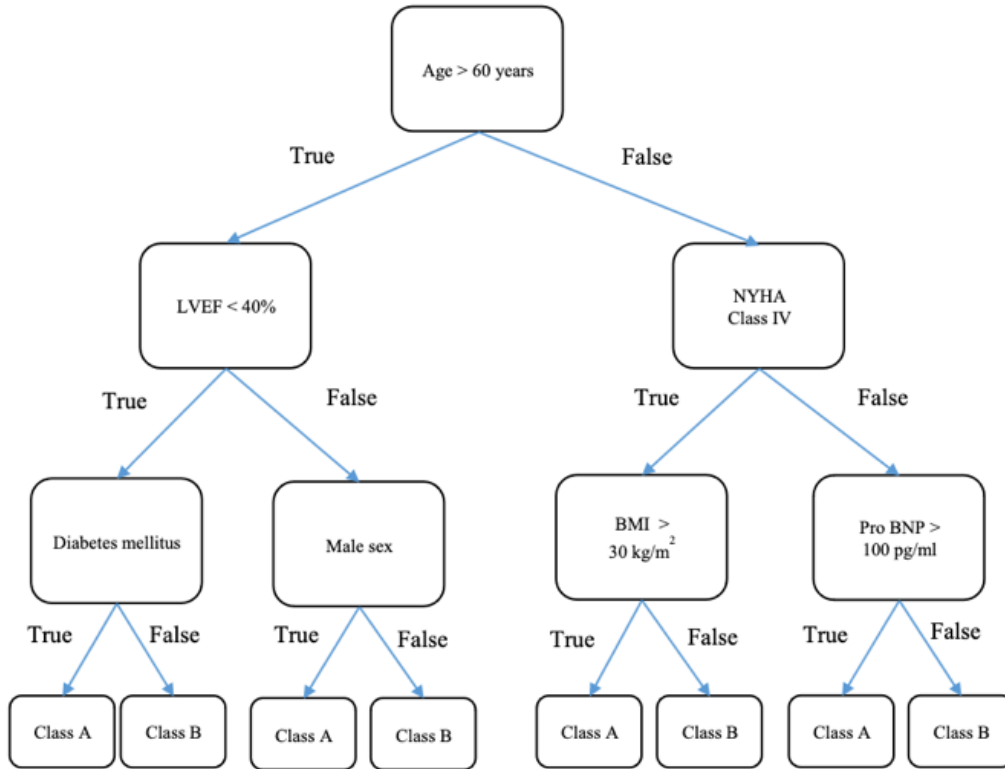 Age > 60 years
True
False
LVEF < 40%
NYHA
Class IV
True
False
True
False
Diabetes mellitus
Male sex
BMI >
30 kg/m²
Pro BNP >
100 pg/ml
True
False
True
False
True
False
True
False
Class A
Class B
Class A
Class B
Class A
Class B
Class A
Class B